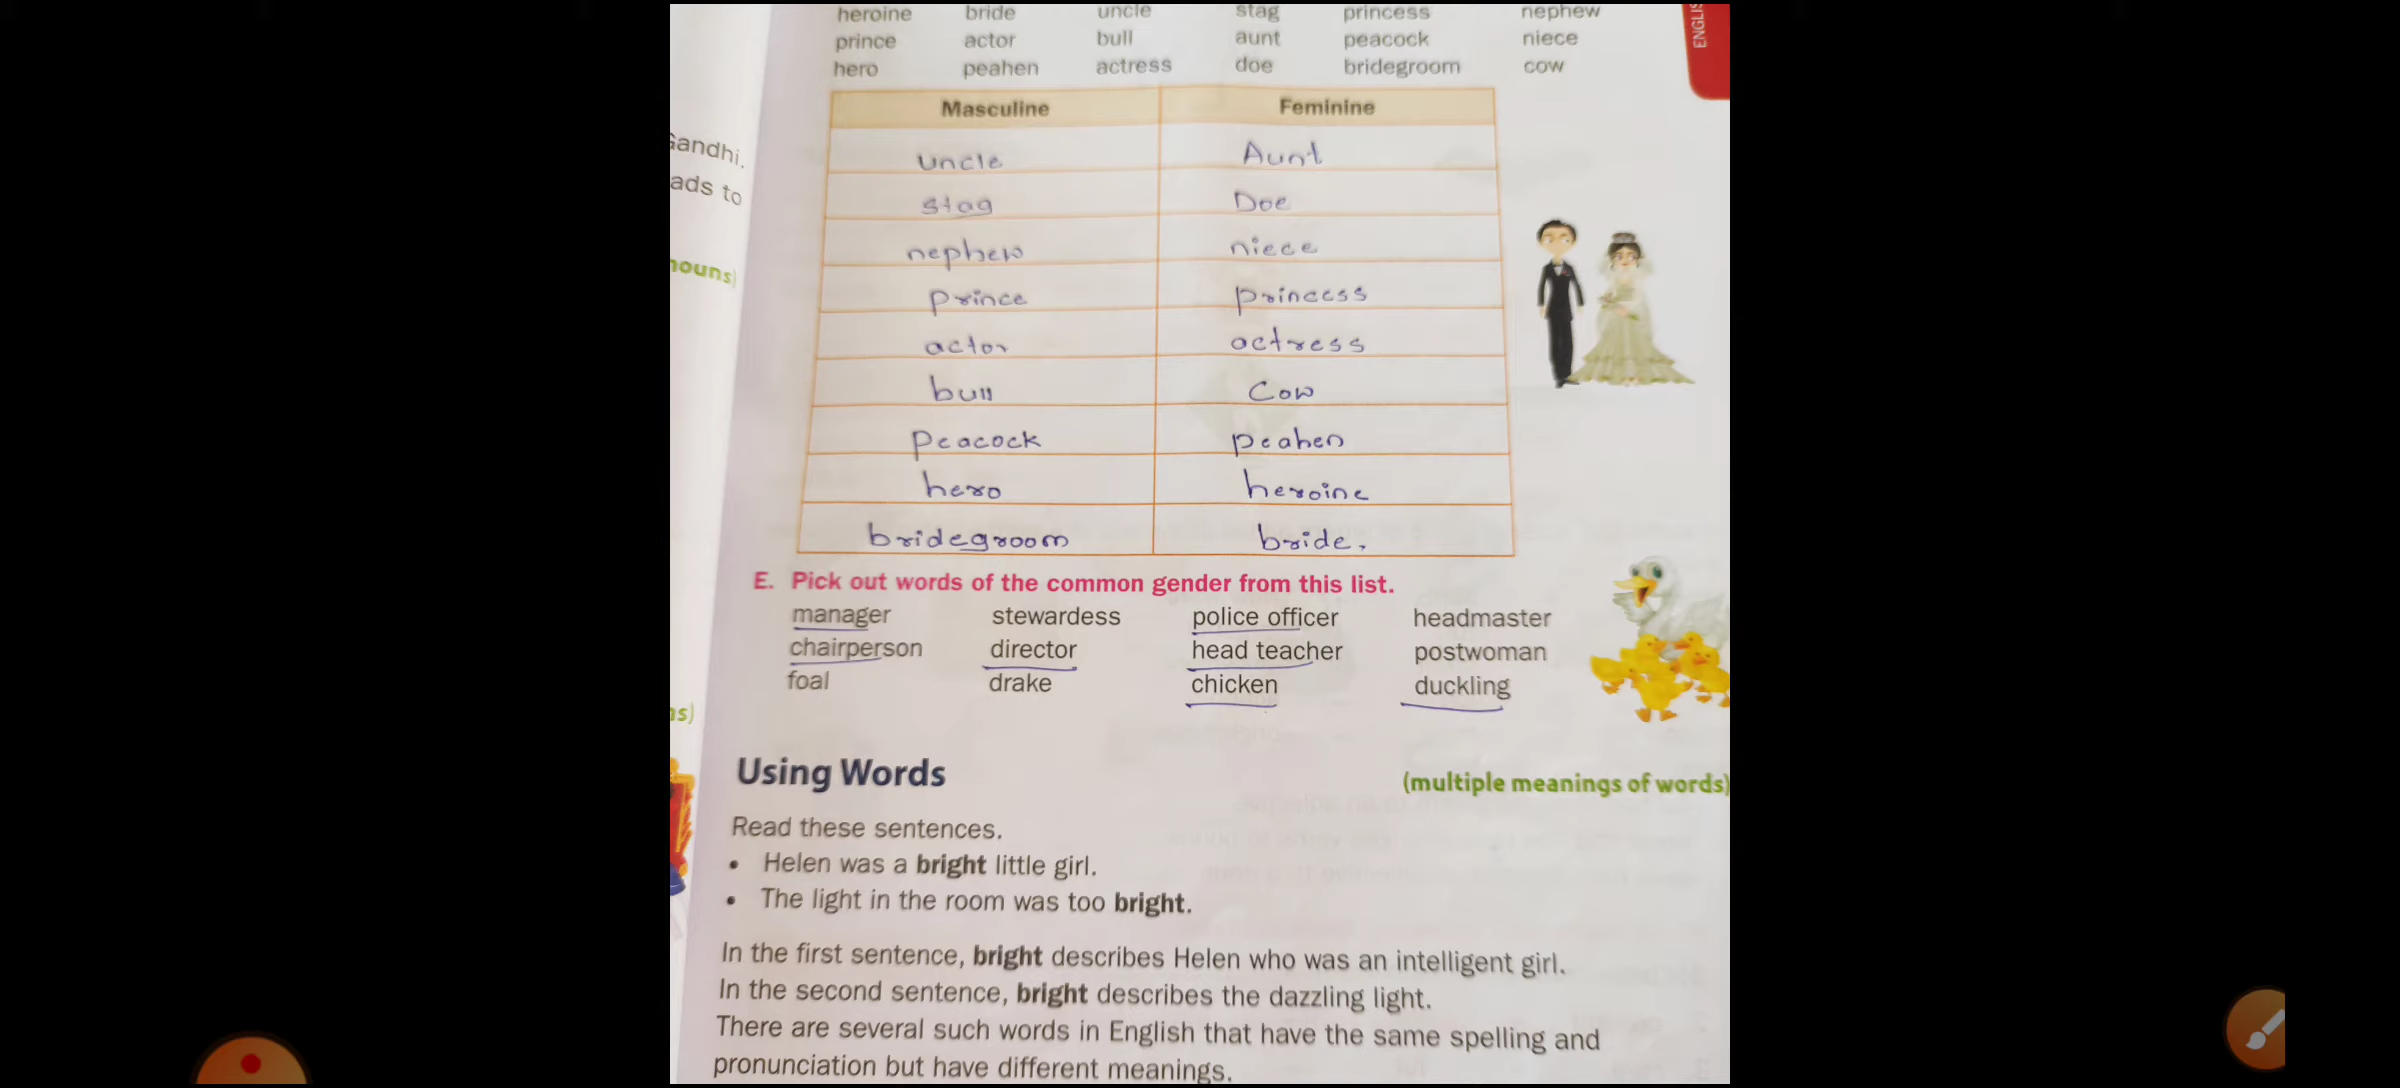 heroine bride uncle stag princess nephew
prince actor bull aunt peacock niece
hero peahen actress doe bridegroom cow
ENGLIS
Masculine Feminine
uncle Aunt
stag Doe
nephew niece
prince princess
actor actress
bull Cow
Peacock peahen
hero heroine
bridegroom bride.
Gandhi.
ads to
nouns)
E. Pick out words of the common gender from this list.
manager stewardess police officer headmaster
chairperson director head teacher postwoman
foal drake chicken duckling
ns)
Using Words (multiple meanings of words)
Read these sentences.
• Helen was a bright little girl.
• The light in the room was too bright.
In the first sentence, bright describes Helen who was an intelligent girl.
In the second sentence, bright describes the dazzling light.
There are several such words in English that have the same spelling and
pronunciation but have different meanings.